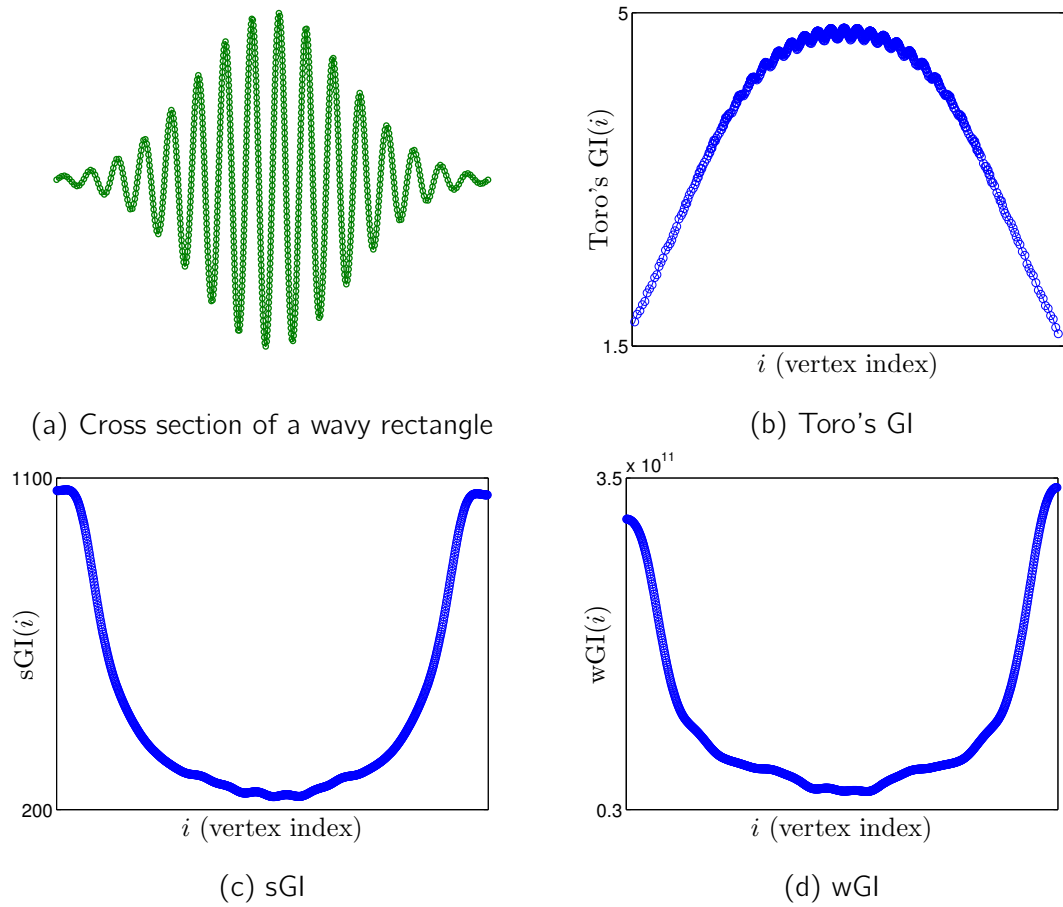 5
Toro's GI(i)
1.5
i (vertex index)
(a) Cross section of a wavy rectangle
(b) Toro's GI
1100
sGI(i)
200
i (vertex index)
(c) sGI
3.5 x 10^11
wGI(i)
0.3
i (vertex index)
(d) wGI